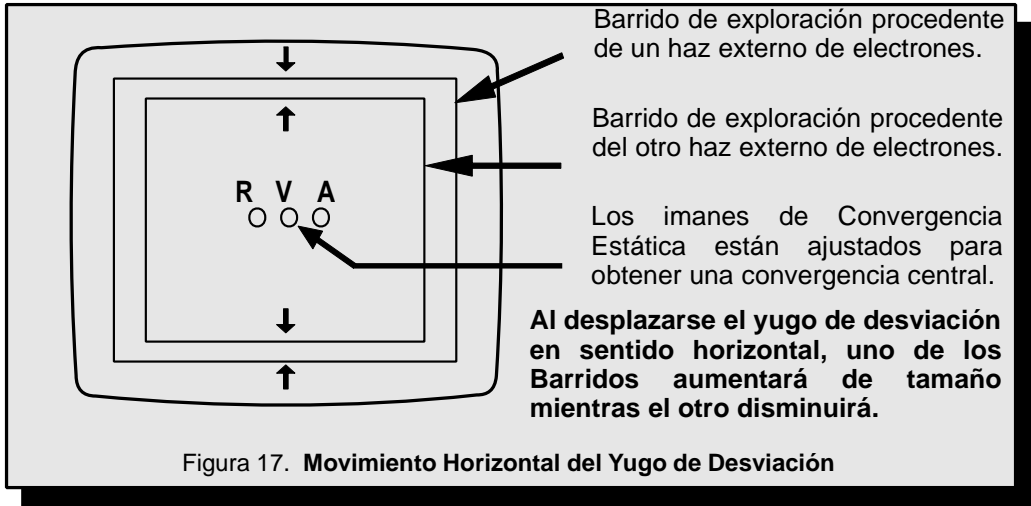 Barrido de exploración procedente
de un haz externo de electrones.
Barrido de exploración procedente
del otro haz externo de electrones.
R V A
Los imanes de Convergencia
Estática están ajustados para
obtener una convergencia central.
Al desplazarse el yugo de desviación
en sentido horizontal, uno de los
Barridos aumentará de tamaño
mientras el otro disminuirá.
Figura 17. Movimiento Horizontal del Yugo de Desviación